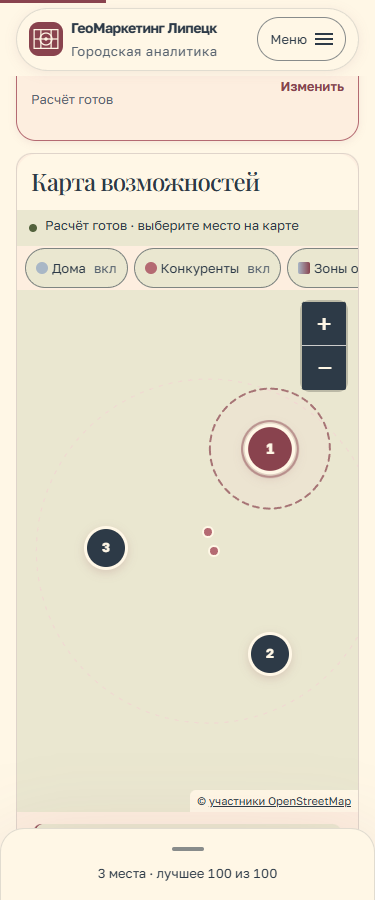 ГеоМаркетинг Липецк
Городская аналитика
Меню
Изменить
Расчёт готов
Карта возможностей
Расчёт готов · выберите место на карте
Дома вкл
Конкуренты вкл
Зоны о
+
−
1
3
2
© участники OpenStreetMap
3 места · лучшее 100 из 100